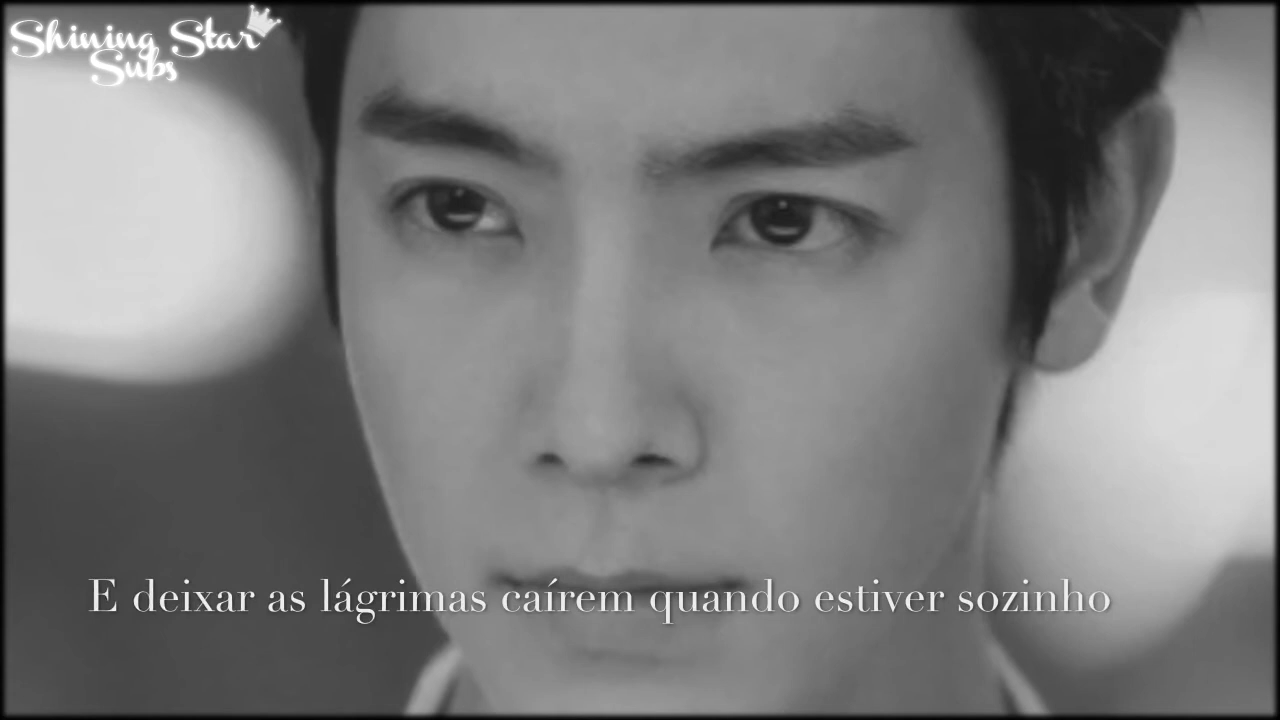 Shining Star
Subs
E deixar as lágrimas caírem quando estiver sozinho